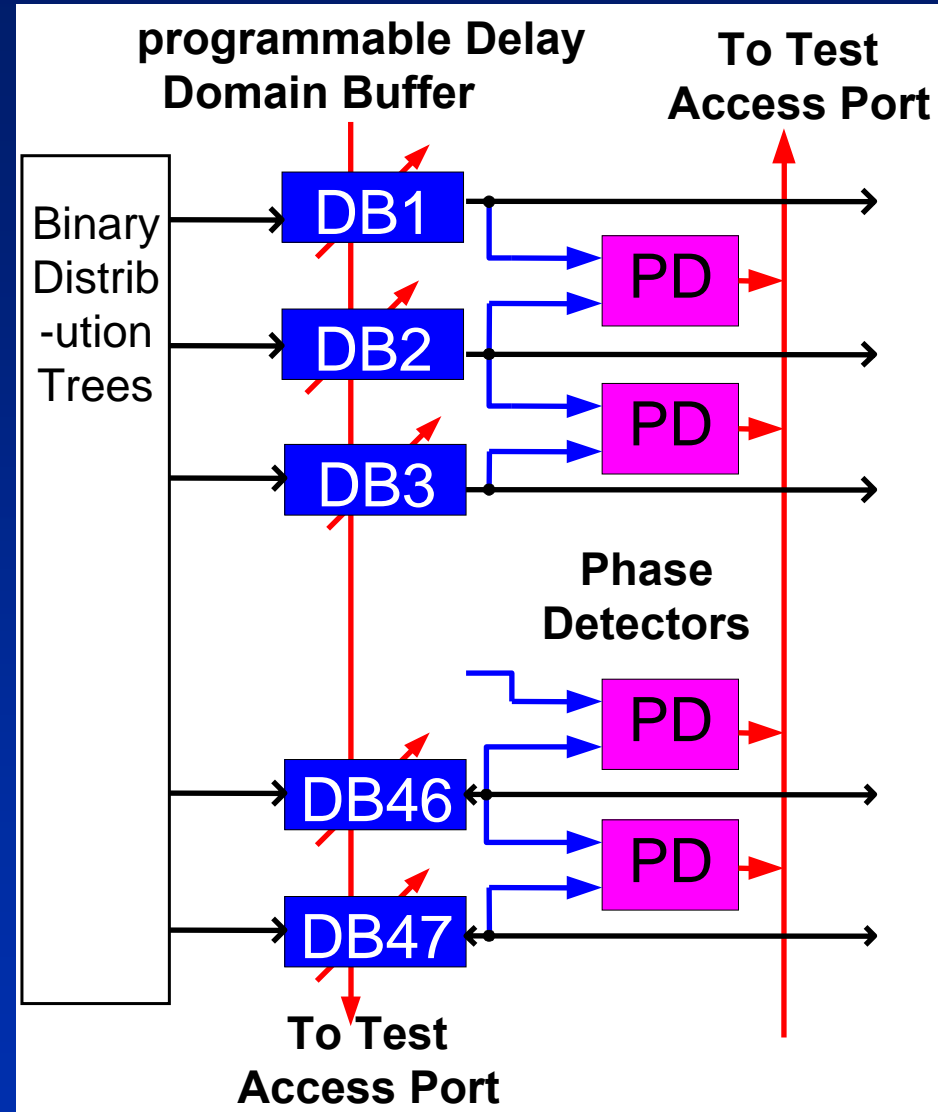 programmable Delay
Domain Buffer
To Test
Access Port
Binary
Distrib
-ution
Trees
DB1
PD
DB2
PD
DB3
Phase
Detectors
PD
DB46
PD
DB47
To Test
Access Port